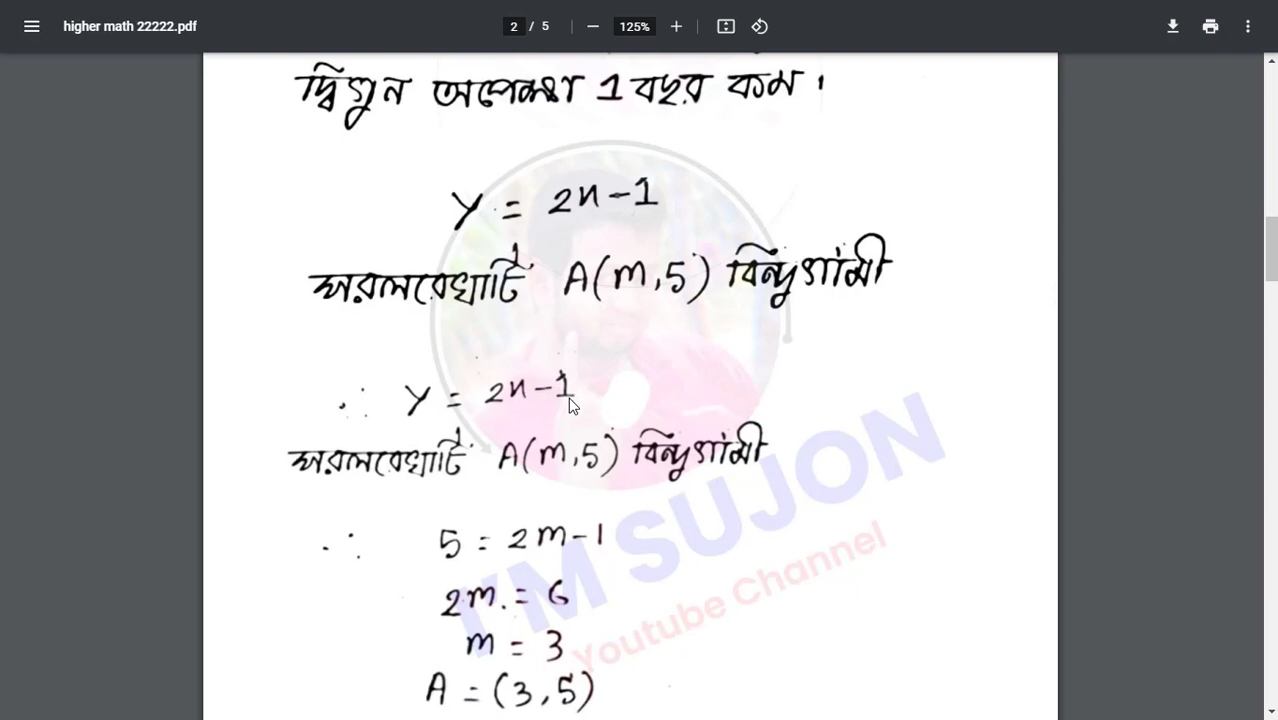 higher math 22222.pdf
2 / 5
125%
দ্বিগুন অপেক্ষা 1 বছর কম।
y = 2x-1
সরলরেখাটি A(m,5) বিন্দুগামী
∴ y = 2x-1
সরলরেখাটি A(m,5) বিন্দুগামী
∴ 5 = 2m-1
2m = 6
m = 3
A = (3,5)
I'M SUJON
Youtube Channel